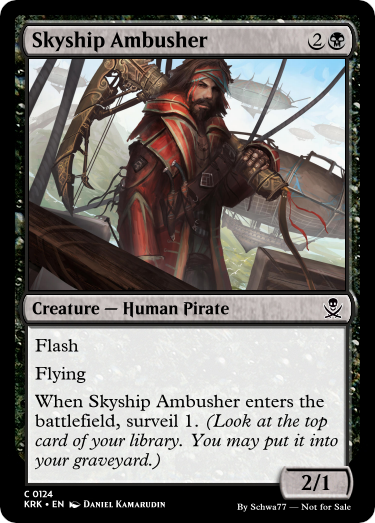 Skyship Ambusher 2
Creature — Human Pirate
Flash
Flying
When Skyship Ambusher enters the
battlefield, surveil 1. (Look at the top
card of your library. You may put it into
your graveyard.)
2/1
C 0124
KRK • EN Daniel Kamarudin
By Schwa77 — Not for Sale